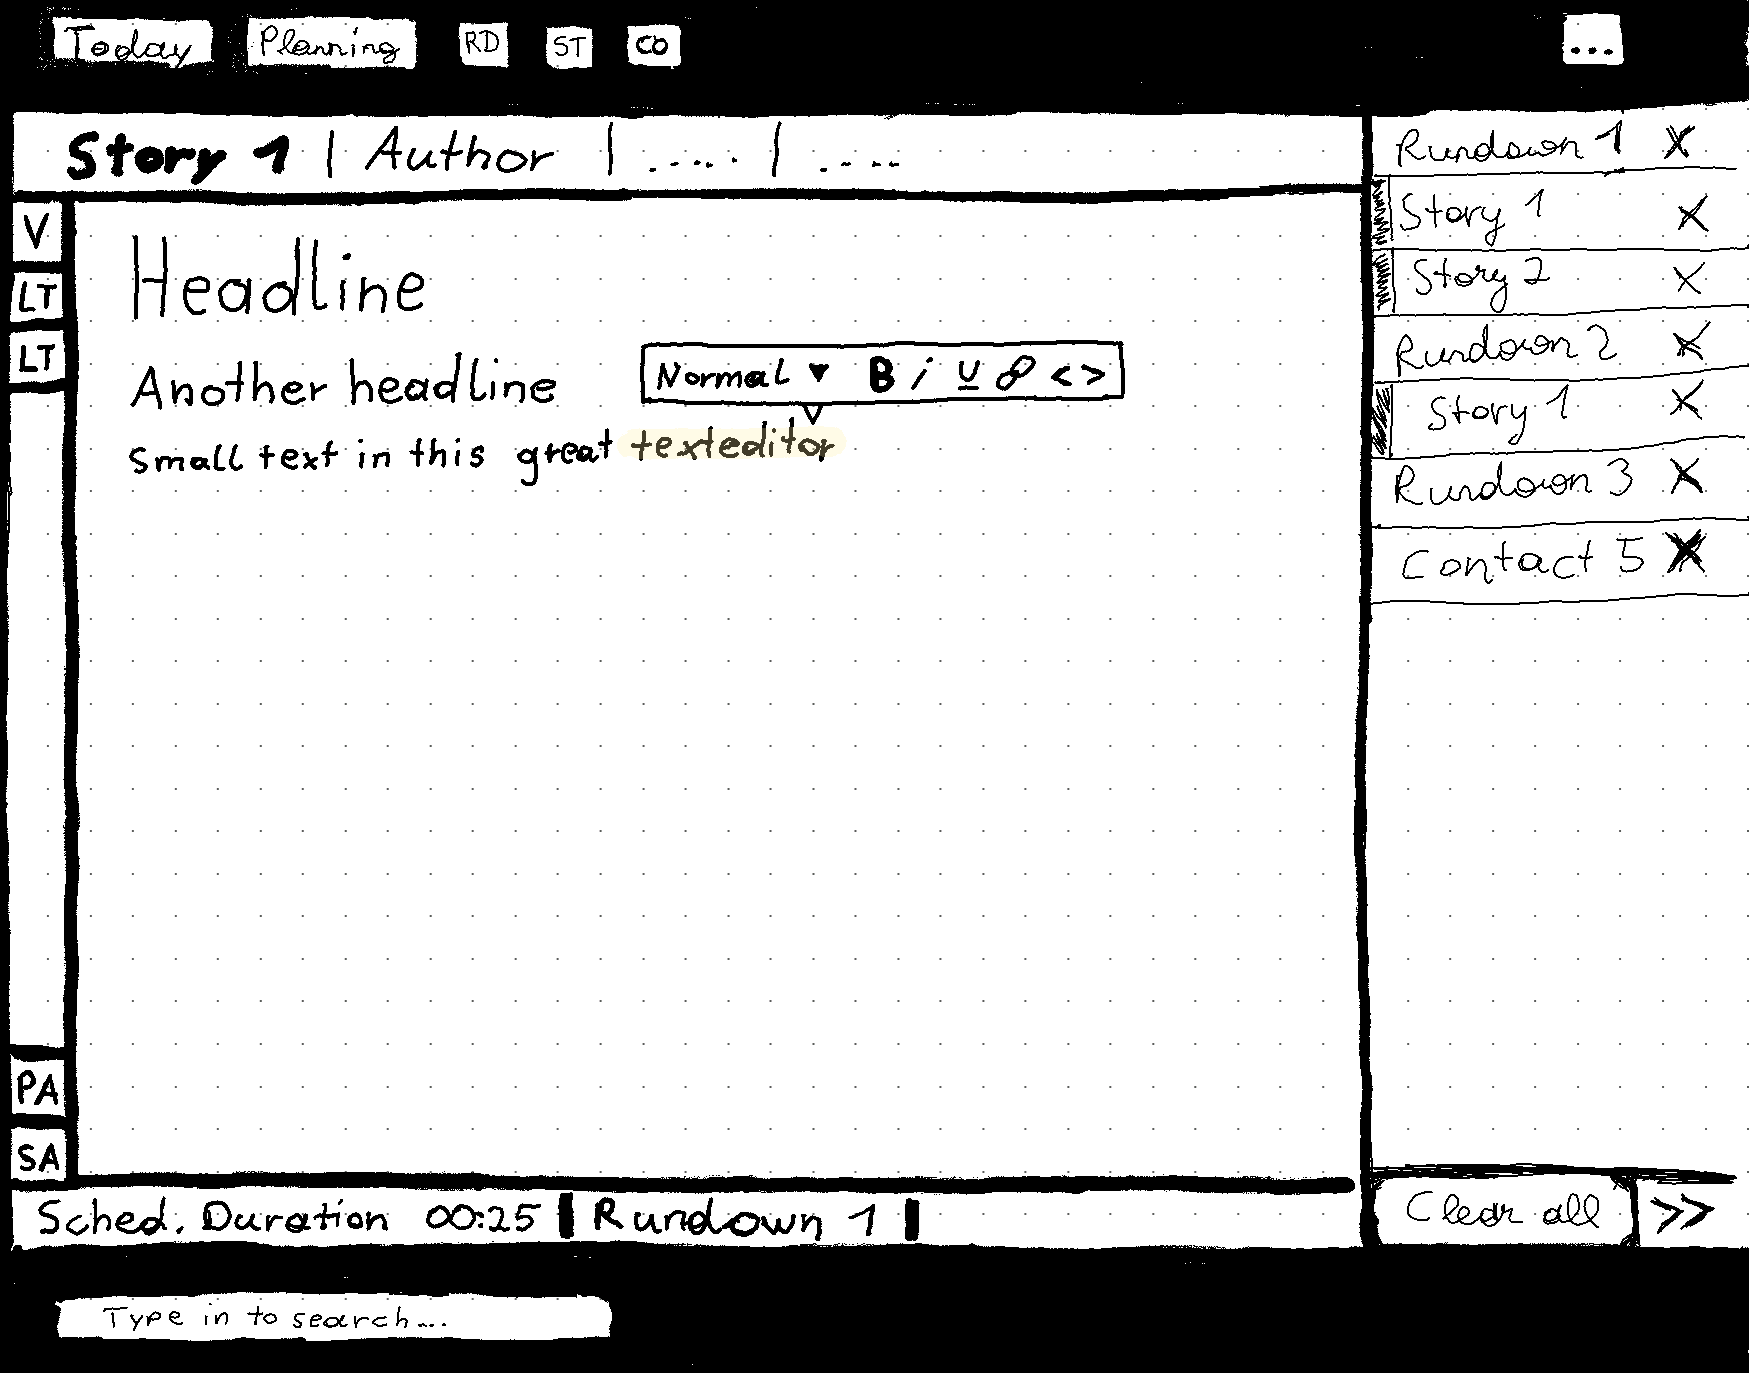 Today Planning RD ST CO ...
Story 1 | Author | ..... | .....
V
LT
LT
Headline
Another headline
Normal ▼ B i U <>
Small text in this great texteditor
PA
SA
Sched. Duration 00:25 | Rundown 1 |
Rundown 1 X
Story 1 X
Story 2 X
Rundown 2 X
Story 1 X
Rundown 3 X
Contact 5 X
Clear all >>
Type in to search...